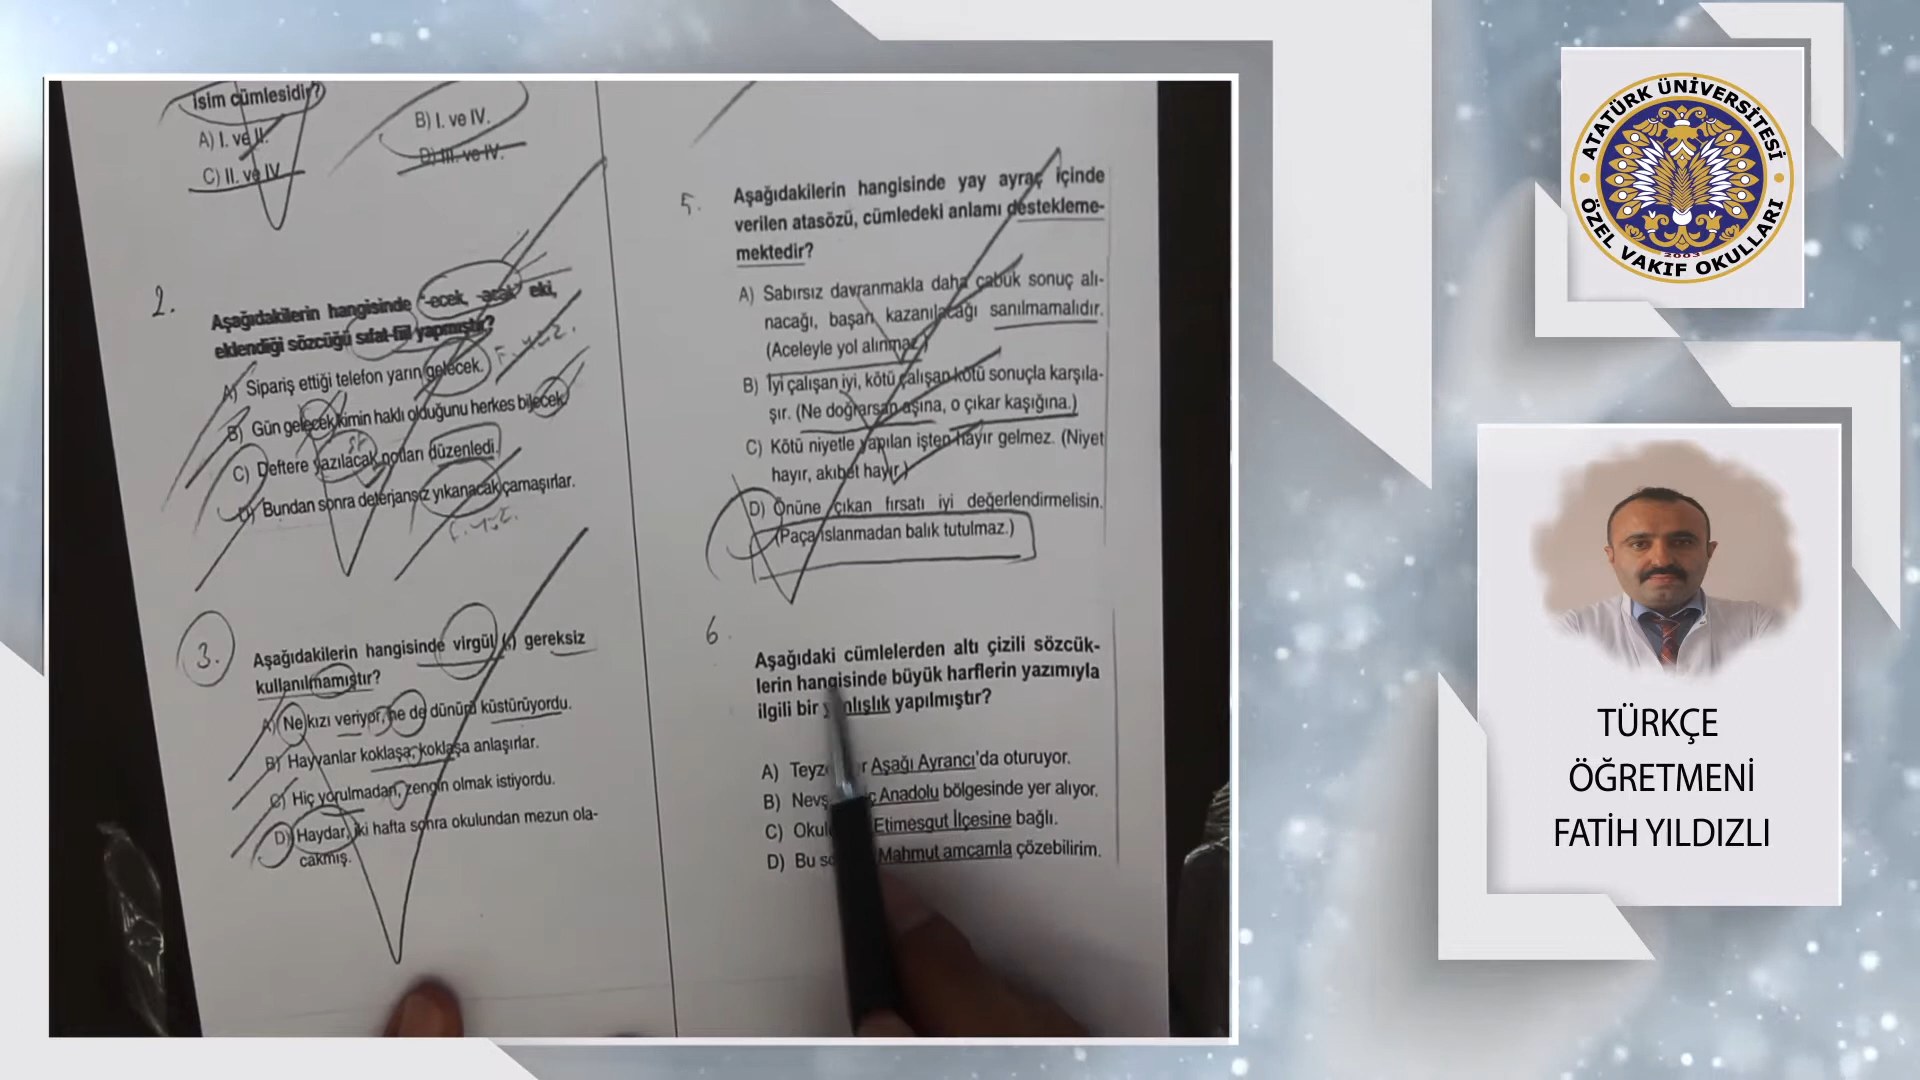 İsim cümlesidir?
A) I. ve II.
B) I. ve IV.
C) II. ve IV
D) III. ve IV.
2.
Aşağıdakilerin hangisinde "-ecek, -acak" eki,
eklendiği sözcüğü sıfat-fiil yapmıştır?
A) Sipariş ettiği telefon yarın gelecek.
B) Gün gelecek kimin haklı olduğunu herkes bilecek.
C) Deftere yazılacak notları düzenledi.
D) Bundan sonra deterjansız yıkanacak çamaşırlar.
3.
Aşağıdakilerin hangisinde virgül (,) gereksiz
kullanılmamıştır?
A) Ne kızı veriyor, ne de dünürü küstürüyordu.
B) Hayvanlar koklaşa, koklaşa anlaşırlar.
C) Hiç yorulmadan, zengin olmak istiyordu.
D) Haydar, iki hafta sonra okulundan mezun ola-
cakmış.
5.
Aşağıdakilerin hangisinde yay ayraç içinde
verilen atasözü, cümledeki anlamı destekleme-
mektedir?
A) Sabırsız davranmakla daha çabuk sonuç alı-
nacağı, başarı kazanılacağı sanılmamalıdır.
(Aceleyle yol alınmaz.)
B) İyi çalışan iyi, kötü çalışan kötü sonuçla karşıla-
şır. (Ne doğrarsan aşına, o çıkar kaşığına.)
C) Kötü niyetle yapılan işten hayır gelmez. (Niyet
hayır, akıbet hayır.)
D) Önüne çıkan fırsatı iyi değerlendirmelisin.
(Paça ıslanmadan balık tutulmaz.)
6.
Aşağıdaki cümlelerden altı çizili sözcük-
lerin hangisinde büyük harflerin yazımıyla
ilgili bir yanlışlık yapılmıştır?
A) Aşağı Ayrancı'da oturuyor.
B) Anadolu bölgesinde yer alıyor.
C) Etimesgut İlçesine bağlı.
D) Bu Mahmut amcamla çözebilirim.
ATATÜRK ÜNİVERSİTESİ
2003
ÖZEL VAKIF OKULLARI
TÜRKÇE
ÖĞRETMENİ
FATİH YILDIZLI